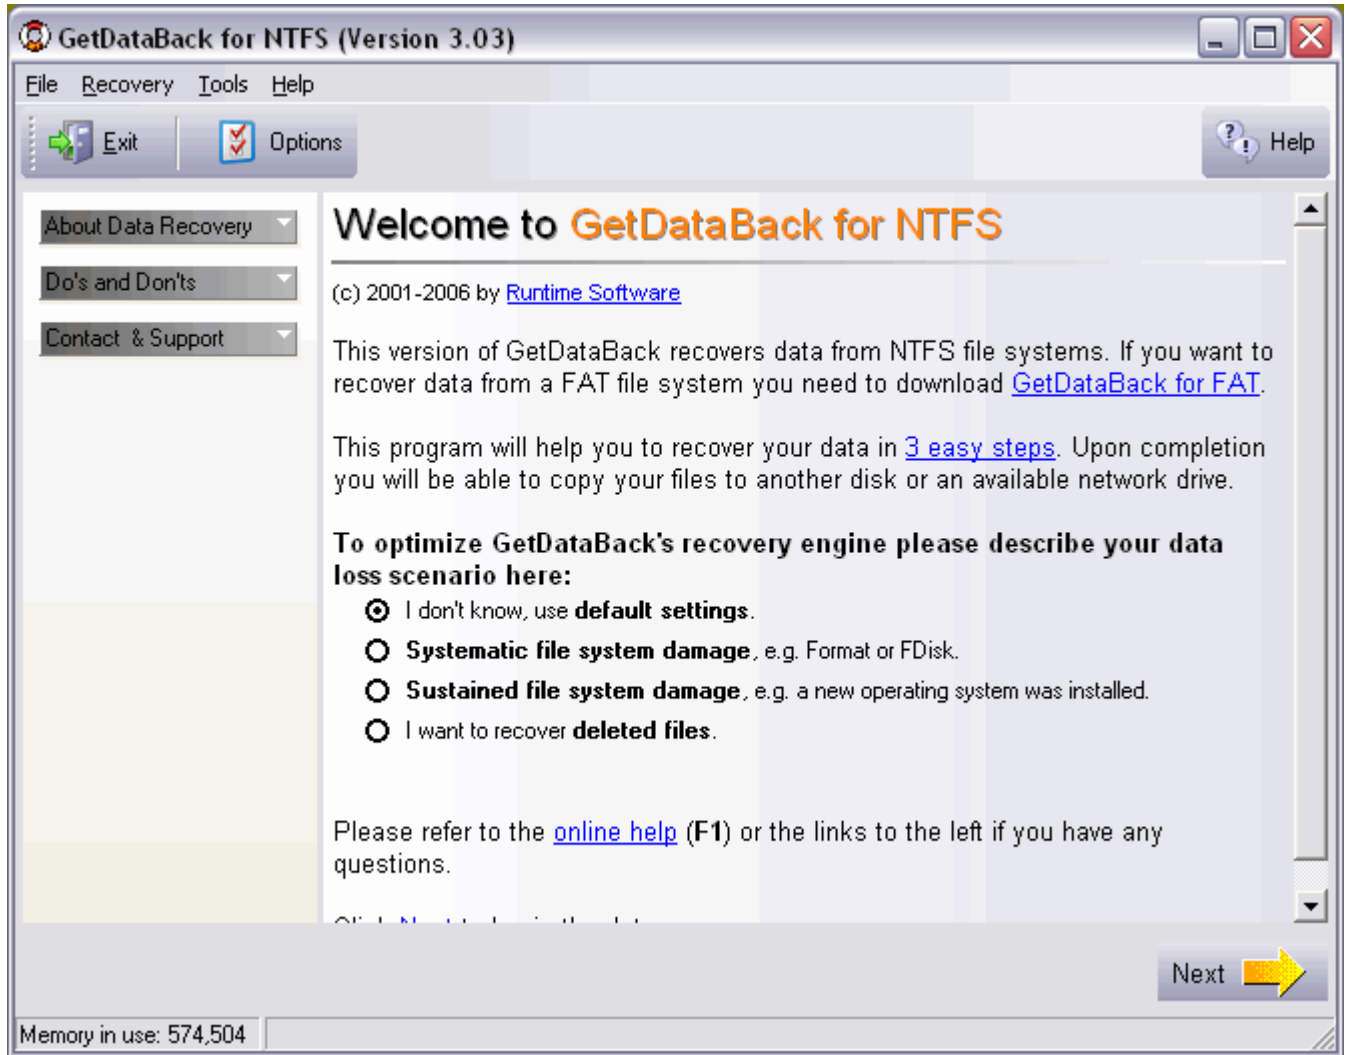 GetDataBack for NTFS (Version 3.03)
File Recovery Tools Help
Exit Options Help
About Data Recovery
Do's and Don'ts
Contact & Support
Welcome to GetDataBack for NTFS
(c) 2001-2006 by Runtime Software
This version of GetDataBack recovers data from NTFS file systems. If you want to
recover data from a FAT file system you need to download GetDataBack for FAT.
This program will help you to recover your data in 3 easy steps. Upon completion
you will be able to copy your files to another disk or an available network drive.
To optimize GetDataBack's recovery engine please describe your data
loss scenario here:
I don't know, use default settings.
Systematic file system damage, e.g. Format or FDisk.
Sustained file system damage, e.g. a new operating system was installed.
I want to recover deleted files.
Please refer to the online help (F1) or the links to the left if you have any
questions.
Next
Memory in use: 574,504